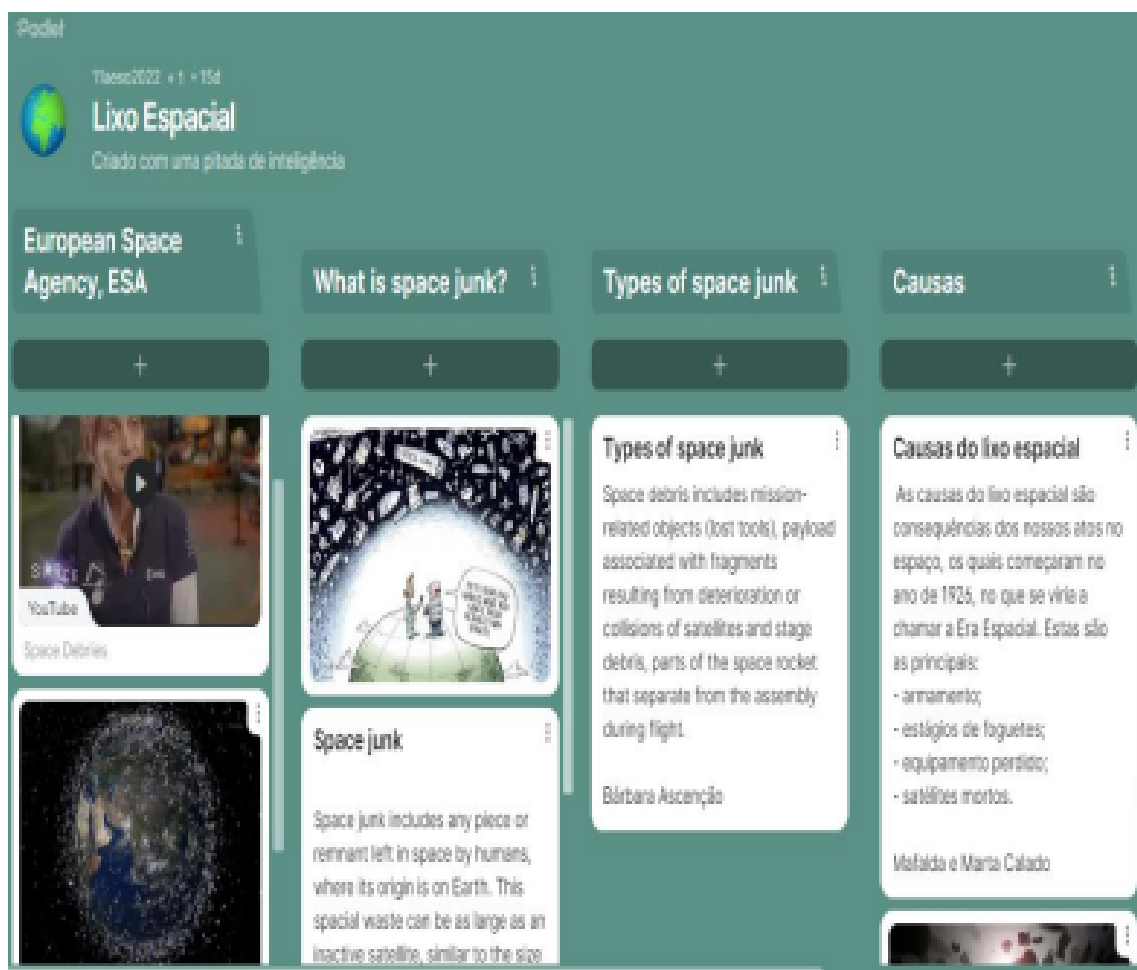 Padlet
Tlaesc2022 + 1 • 15d
Lixo Espacial
Criado com uma pitada de inteligência
European Space
Agency, ESA
YouTube
Space Debries
What is space junk?
Space junk
Space junk includes any piece or
remnant left in space by humans,
where its origin is on Earth. This
spacial waste can be as large as an
inactive satellite, similar to the size
Types of space junk
Types of space junk
Space debris includes mission-
related objects (lost tools), payload
associated with fragments
resulting from deterioration or
collisions of satellites and stage
debris, parts of the space rocket
that separate from the assembly
during flight.
Bárbara Ascenção
Causas
Causas do lixo espacial
As causas do lixo espacial são
consequências dos nossos atos no
espaço, os quais começaram no
ano de 1926, no que se viria a
chamar a Era Espacial. Estas são
as principais:
- armamento;
- estágios de foguetes;
- equipamento perdido;
- satélites mortos.
Mafalda e Marta Calado